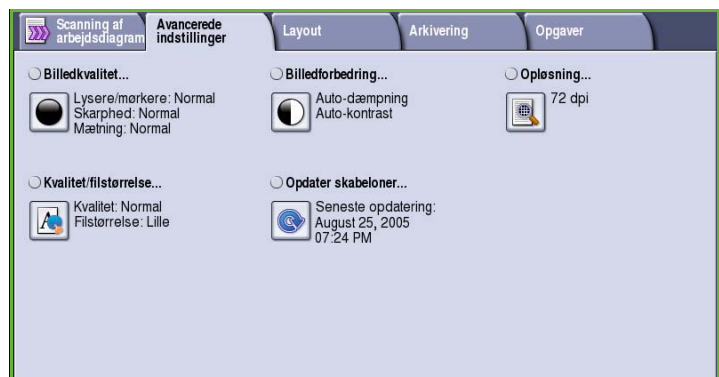 Scanning af
arbejdsdiagram
Avancerede
indstillinger
Layout
Arkivering
Opgaver
Billedkvalitet...
Lysere/mørkere: Normal
Skarphed: Normal
Mætning: Normal
Billedforbedring...
Auto-dæmpning
Auto-kontrast
Opløsning...
72 dpi
Kvalitet/filstørrelse...
Kvalitet: Normal
Filstørrelse: Lille
Opdater skabeloner...
Seneste opdatering:
August 25, 2005
07:24 PM